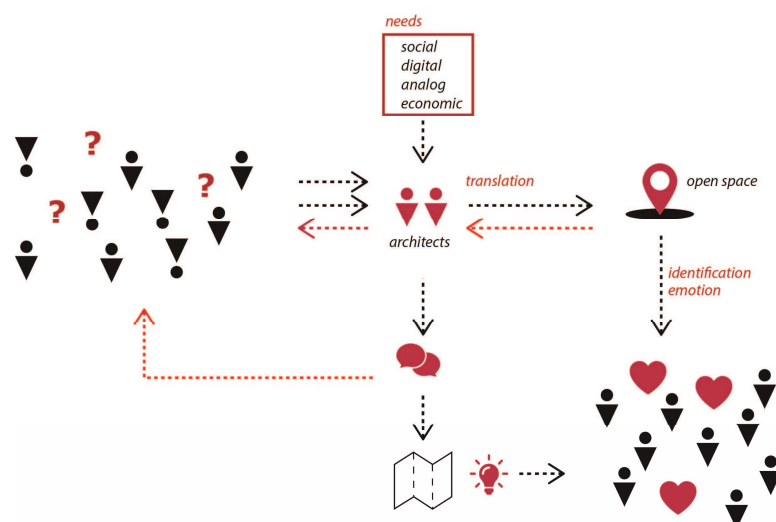 needs
social
digital
analog
economic
?
?
?
translation
architects
open space
identification
emotion